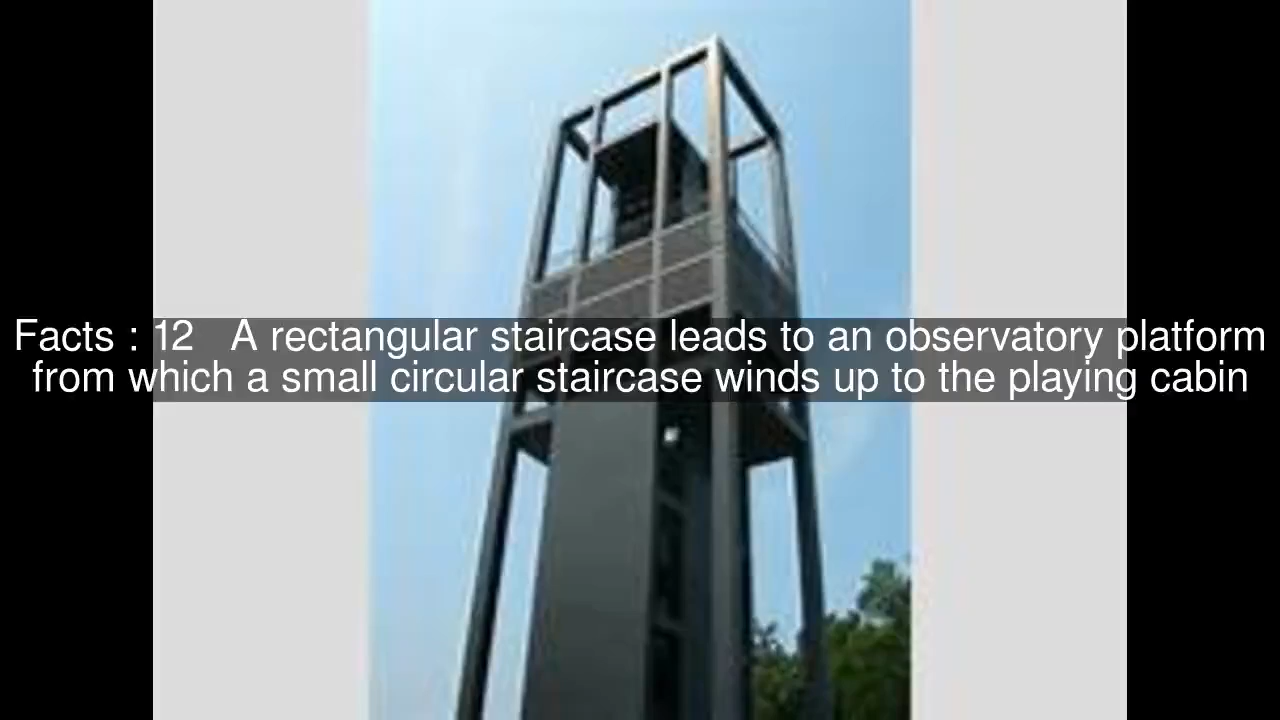 Facts : 12 A rectangular staircase leads to an observatory platform
from which a small circular staircase winds up to the playing cabin